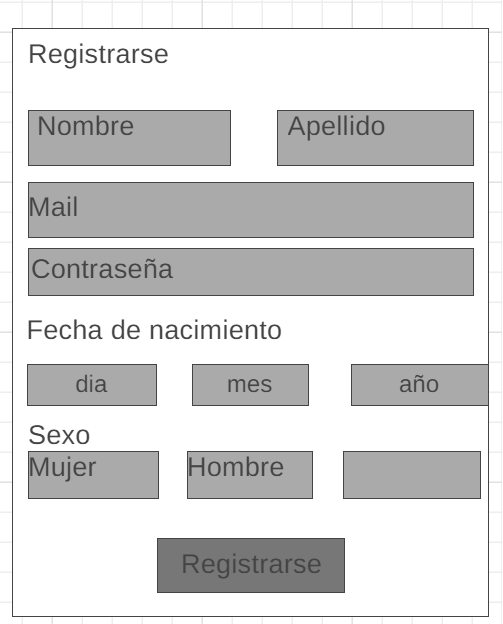 Registrarse
Nombre Apellido
Mail
Contraseña
Fecha de nacimiento
dia mes año
Sexo
Mujer Hombre
Registrarse